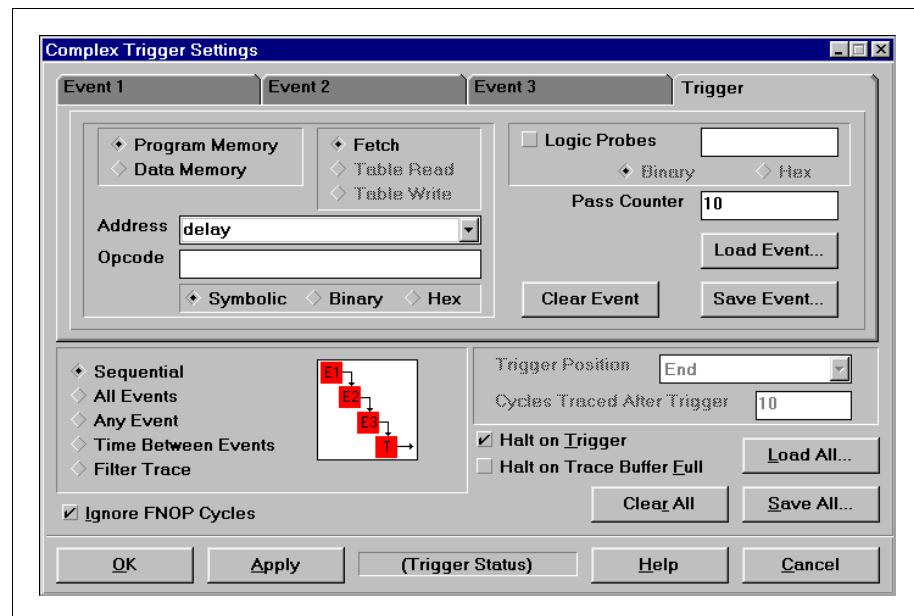 Complex Trigger Settings
Event 1 Event 2 Event 3 Trigger
Program Memory
Data Memory
Fetch
Table Read
Table Write
Logic Probes
Binary Hex
Pass Counter 10
Address delay
Opcode
Symbolic Binary Hex
Load Event...
Clear Event Save Event...
Sequential
All Events
Any Event
Time Between Events
Filter Trace
E1
E2
E3
T
Ignore FNOP Cycles
Trigger Position End
Cycles Traced After Trigger 10
Halt on Trigger
Halt on Trace Buffer Full
Load All...
Clear All Save All...
OK Apply (Trigger Status) Help Cancel